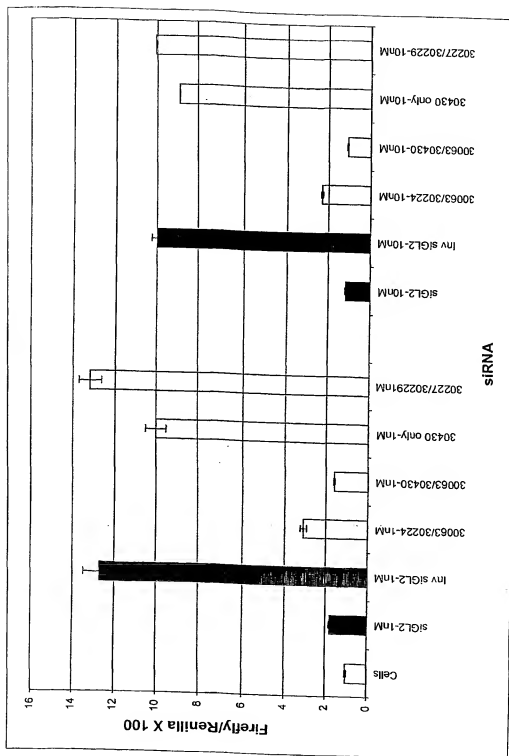 Firefly/Renilla X 100
16
14
12
10
8
6
4
2
0
Cells
siGL2-1nM
Inv siGL2-1nM
30063/30224-1nM
30063/30430-1nM
30430 only-1nM
30227/302291nM
siGL2-10nM
Inv siGL2-10nM
30063/30224-10nM
30063/30430-10nM
30430 only-10nM
30227/30229-10nM
siRNA